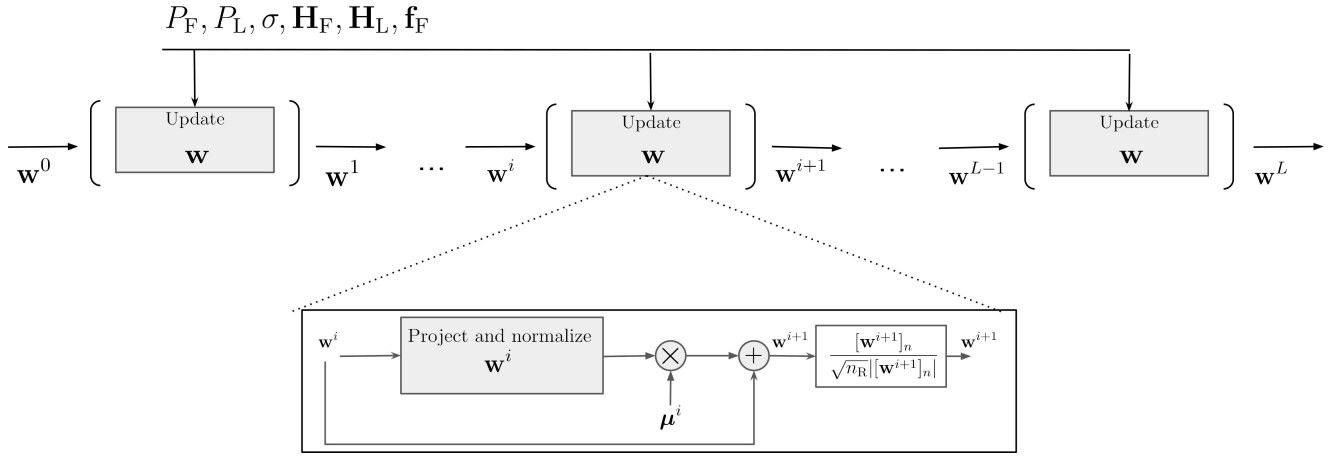 P_F, P_L, σ, H_F, H_L, f_F
Update
w
Update
w
Update
w
w^0
w^1
...
w^i
w^{i+1}
...
w^{L−1}
w^L
w^i
Project and normalize
w^i
×
+
w^{i+1}
[w^{i+1}]_n
√n_R |[w^{i+1}]_n|
w^{i+1}
μ^i